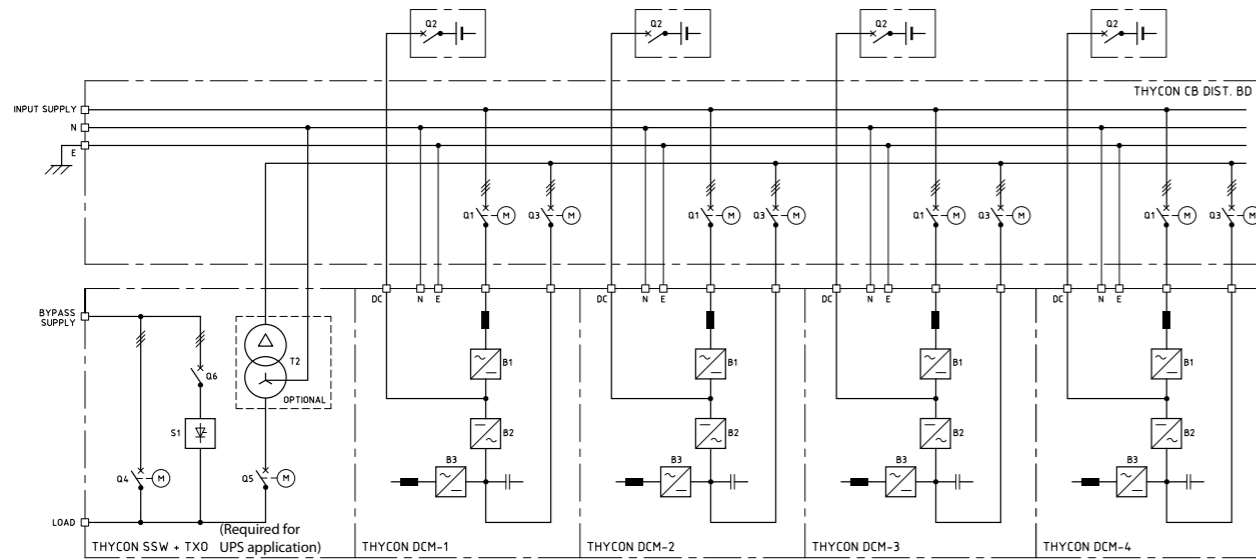 Q2 Q2 Q2 Q2
THYCON CB DIST. BD
INPUT SUPPLY
N
E
Q1 M Q3 M Q1 M Q3 M Q1 M Q3 M Q1 M Q3 M
DC N E DC N E DC N E DC N E
BYPASS
SUPPLY
T2
B1 B1 B1 B1
Q6
OPTIONAL
S1
B2 B2 B2 B2
B3 B3 B3 B3
Q4 M Q5 M
LOAD
(Required for
UPS application)
THYCON SSW + TXO
THYCON DCM-1 THYCON DCM-2 THYCON DCM-3 THYCON DCM-4